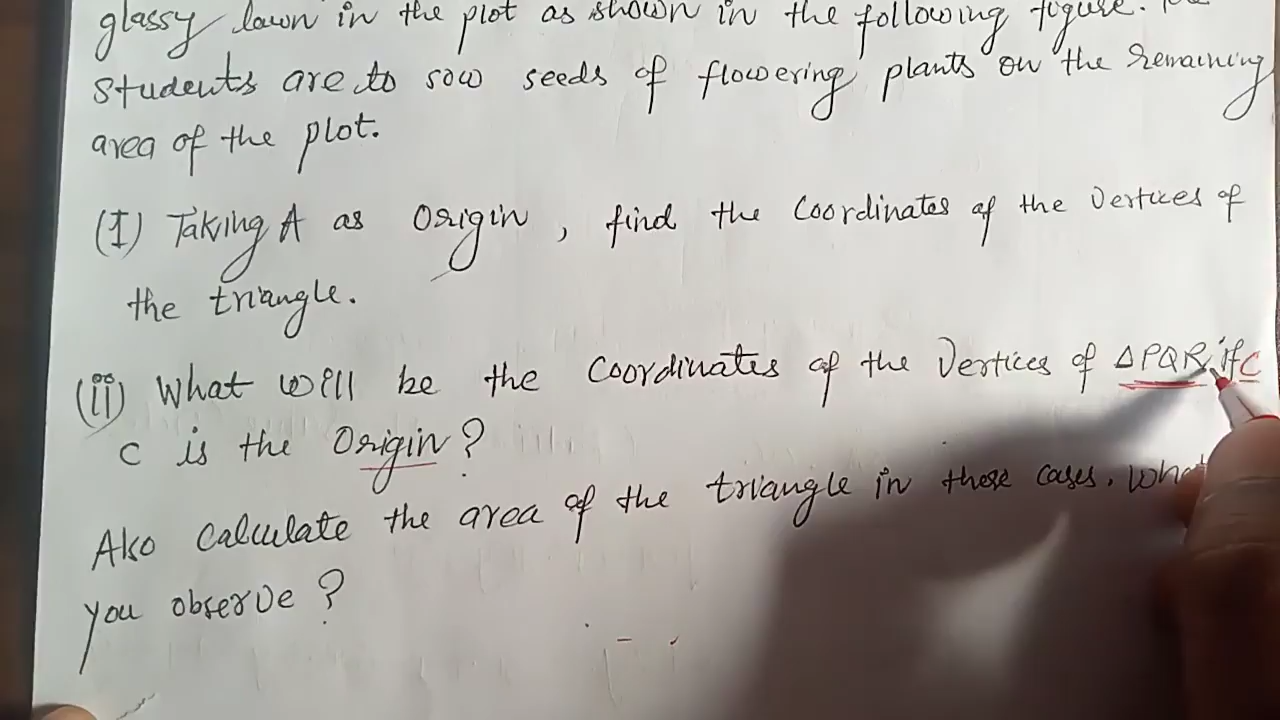 glassy lawn in the plot as shown in the following figure. The
Students are to sow seeds of flowering plants on the remaining
area of the plot.
(I) Taking A as Origin, find the Coordinates of the Vertices of
the triangle.
(ii) What will be the Coordinates of the Vertices of ΔPQR if C
C is the Origin?
Also Calculate the area of the triangle in these cases. What
you observe?